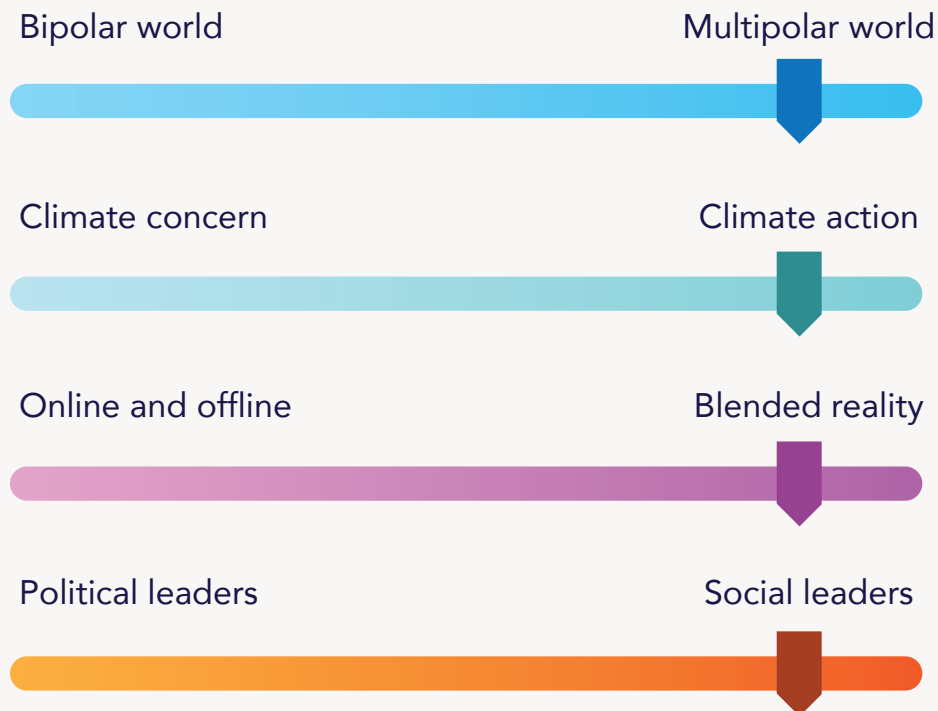 Bipolar world
Multipolar world
Climate concern
Climate action
Online and offline
Blended reality
Political leaders
Social leaders